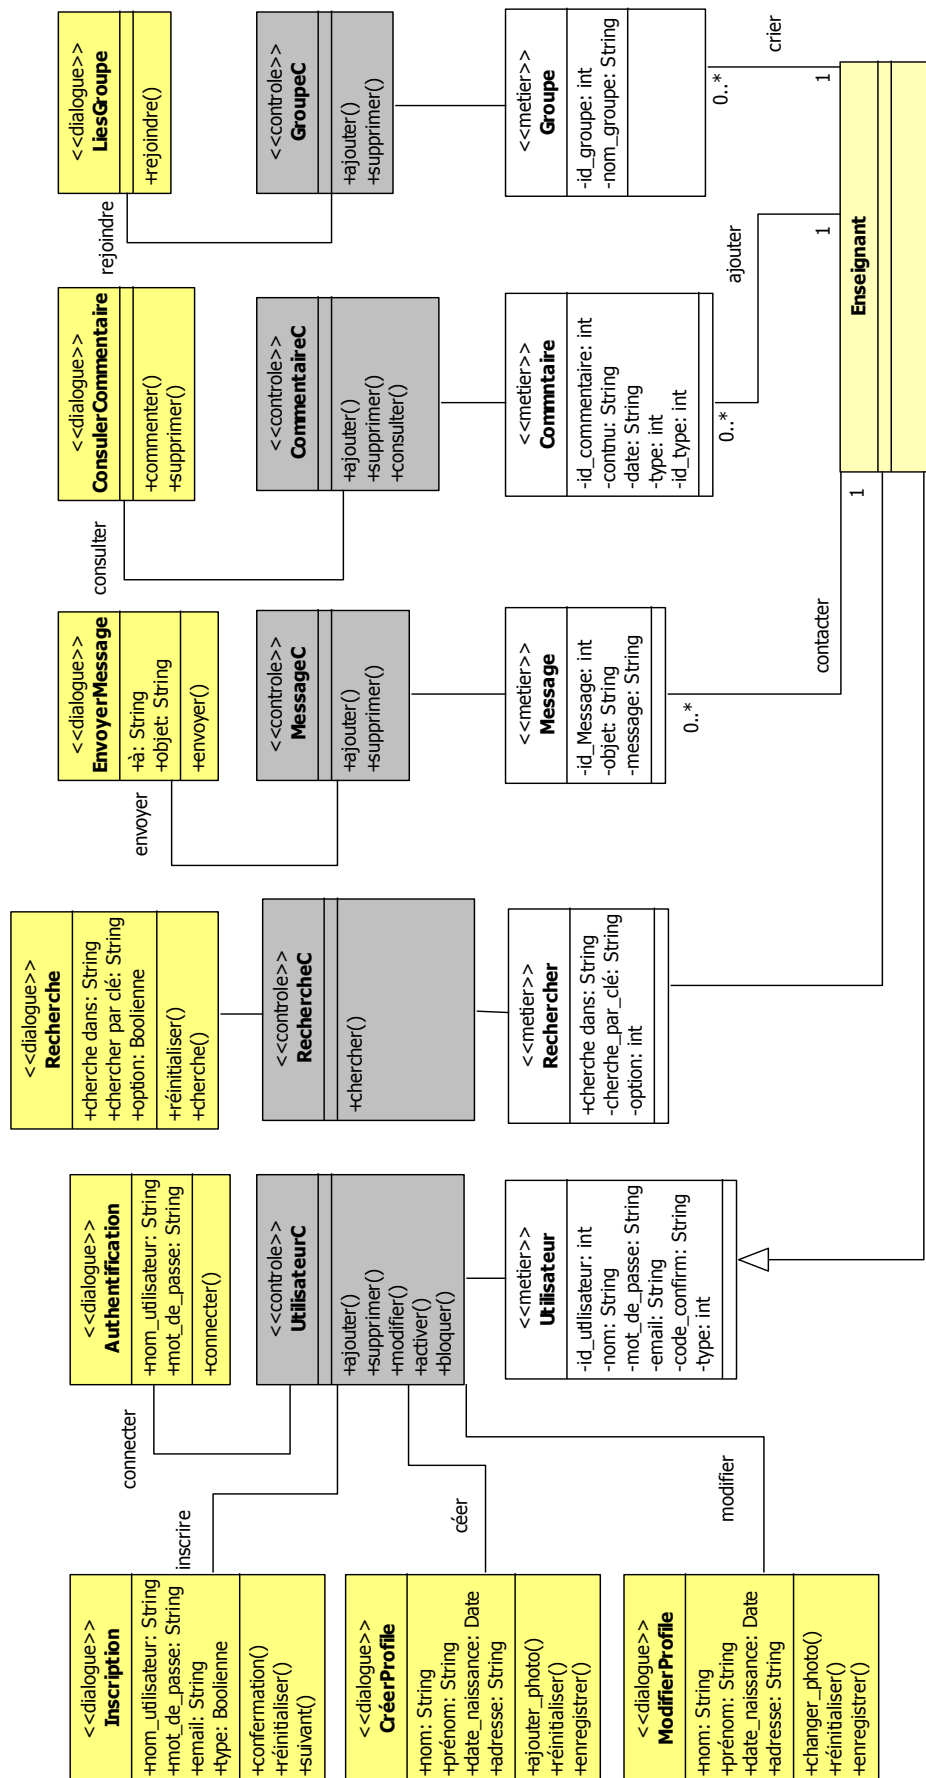 <<dialogue>>
Inscription
+nom_utilisateur: String
+mot_de_passe: String
+email: String
+type: Boolienne
+confermation()
+réinitialiser()
+suivant()
inscrire
<<dialogue>>
CréerProfile
+nom: String
+prénom: String
+date_naissance: Date
+adresse: String
+ajouter_photo()
+réinitialiser()
+enregistrer()
céer
<<dialogue>>
ModifierProfile
+nom: String
+prénom: String
+date_naissance: Date
+adresse: String
+changer_photo()
+réinitialiser()
+enregistrer()
modifier
<<dialogue>>
Authentification
+nom_utilisateur: String
+mot_de_passe: String
+connecter()
connecter
<<controle>>
UtilisateurC
+ajouter()
+supprimer()
+modifier()
+activer()
+bloquer()
<<metier>>
Utilisateur
-id_utllisateur: int
-nom: String
-mot_de_passe: String
-email: String
-code_confirm: String
-type: int
<<dialogue>>
Recherche
+cherche dans: String
+chercher par clé: String
+option: Boolienne
+réinitialiser()
+cherche()
<<controle>>
RechercheC
+chercher()
<<metier>>
Rechercher
+cherche dans: String
-cherche_par_clé: String
-option: int
<<dialogue>>
EnvoyerMessage
+à: String
+objet: String
+envoyer()
envoyer
<<controle>>
MessageC
+ajouter()
+supprimer()
<<metier>>
Message
-id_Message: int
-objet: String
-message: String
0..*
contacter
1
<<dialogue>>
ConsulerCommentaire
+commenter()
+supprimer()
consulter
<<controle>>
CommentaireC
+ajouter()
+supprimer()
+consulter()
<<metier>>
Commntaire
-id_commentaire: int
-contnu: String
-date: String
-type: int
-id_type: int
0..*
ajouter
1
<<dialogue>>
LiesGroupe
+rejoindre()
rejoindre
<<controle>>
GroupeC
+ajouter()
+supprimer()
<<metier>>
Groupe
-id_groupe: int
-nom_groupe: String
0..*
crier
1
Enseignant